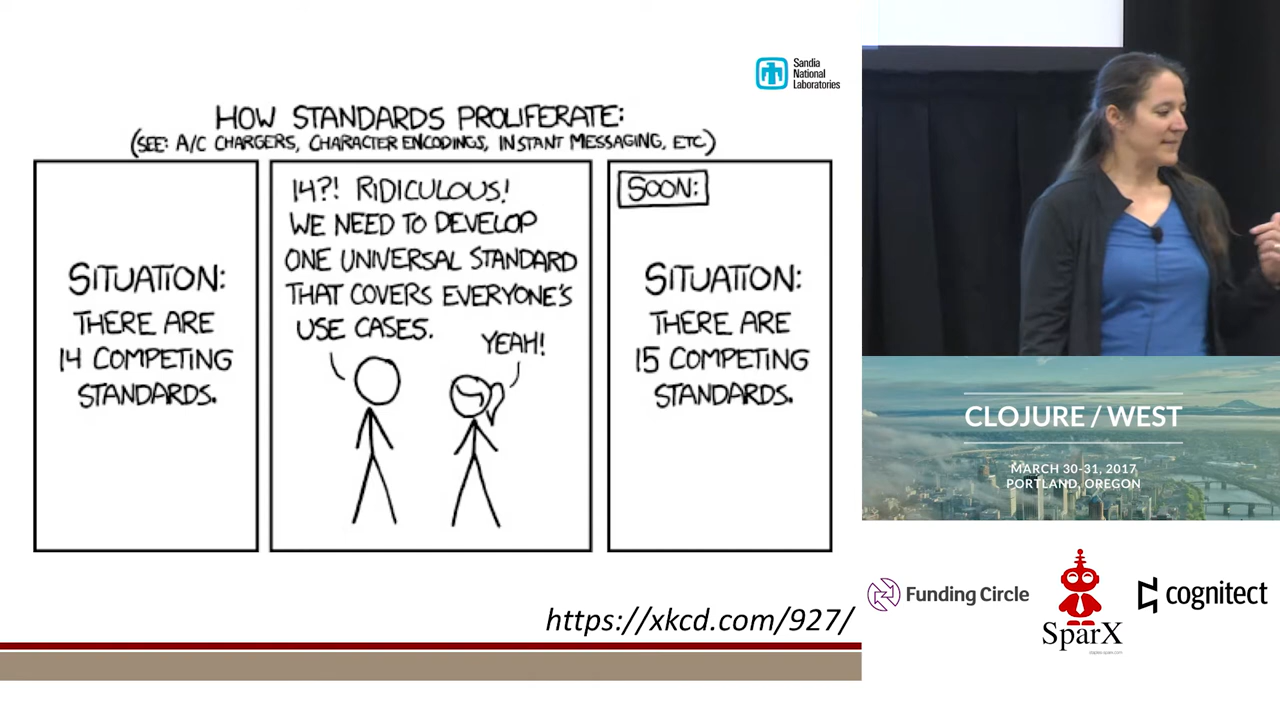 Sandia
National
Laboratories
HOW STANDARDS PROLIFERATE:
(SEE: A/C CHARGERS, CHARACTER ENCODINGS, INSTANT MESSAGING, ETC.)
SITUATION:
THERE ARE
14 COMPETING
STANDARDS.
14?! RIDICULOUS!
WE NEED TO DEVELOP
ONE UNIVERSAL STANDARD
THAT COVERS EVERYONE'S
USE CASES.
YEAH!
SOON:
SITUATION:
THERE ARE
15 COMPETING
STANDARDS.
https://xkcd.com/927/
CLOJURE / WEST
MARCH 30-31, 2017
PORTLAND, OREGON
Funding Circle
SparX
staples-sparx.com
cognitect